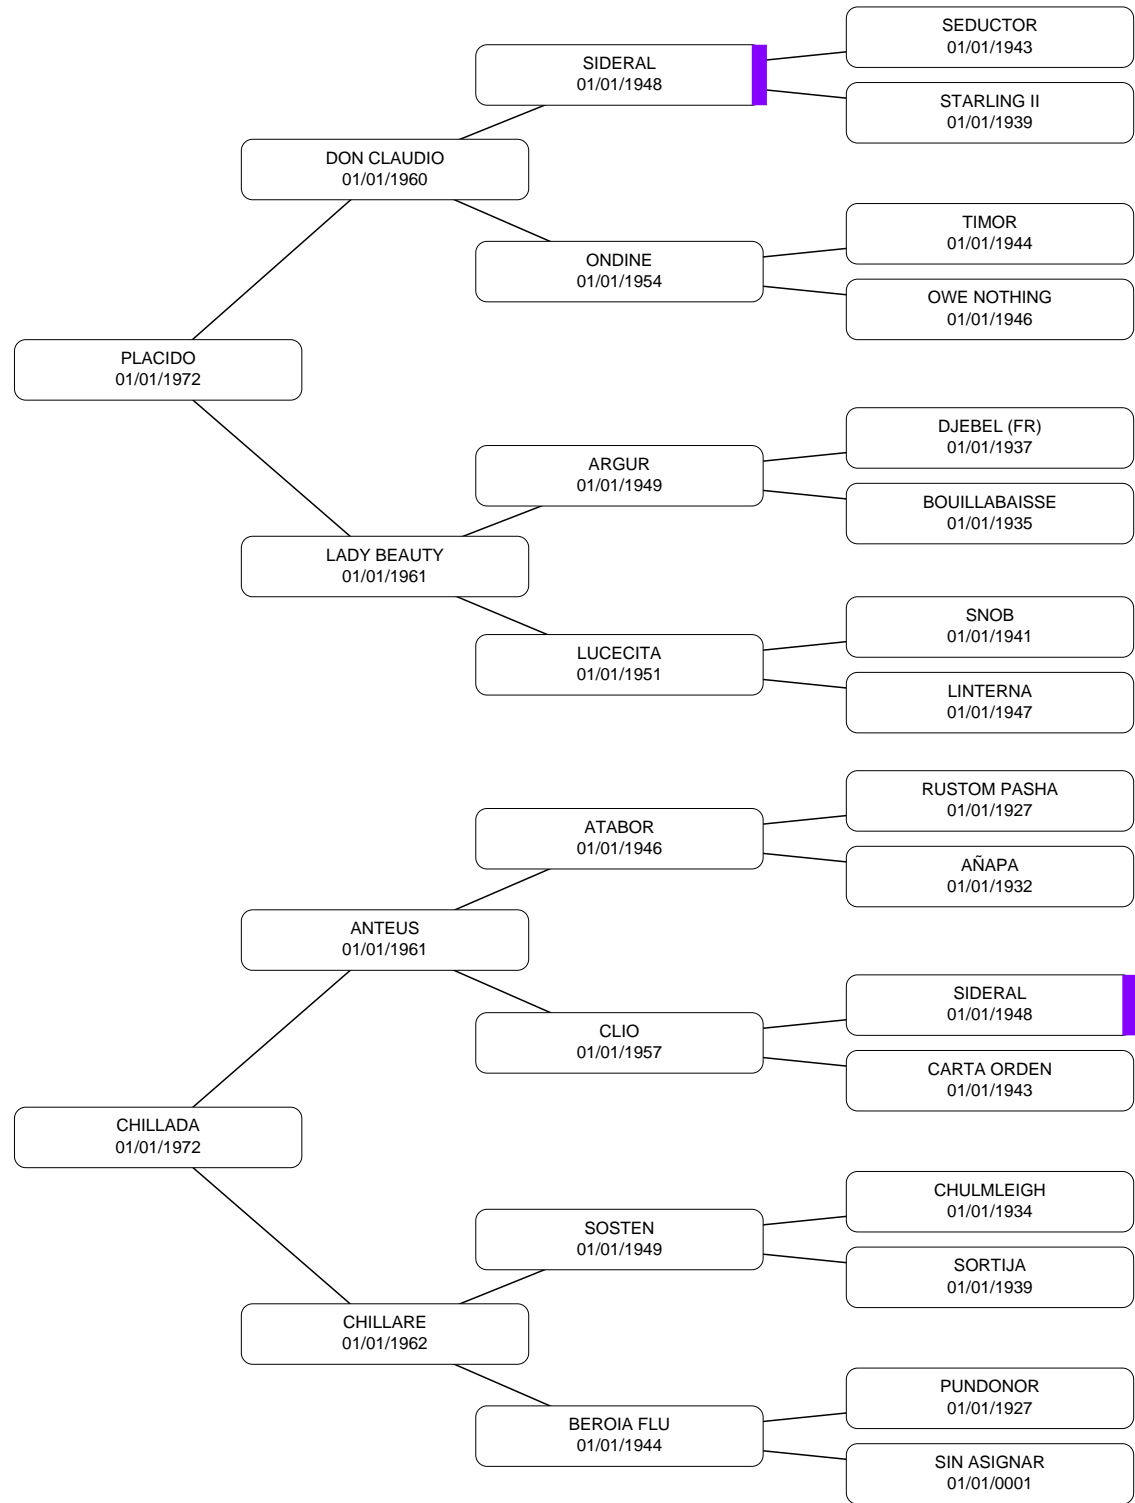 SEDUCTOR
01/01/1943
SIDERAL
01/01/1948
STARLING II
01/01/1939
DON CLAUDIO
01/01/1960
TIMOR
01/01/1944
ONDINE
01/01/1954
OWE NOTHING
01/01/1946
PLACIDO
01/01/1972
DJEBEL (FR)
01/01/1937
ARGUR
01/01/1949
BOUILLABAISSE
01/01/1935
LADY BEAUTY
01/01/1961
SNOB
01/01/1941
LUCECITA
01/01/1951
LINTERNA
01/01/1947
RUSTOM PASHA
01/01/1927
ATABOR
01/01/1946
AÑAPA
01/01/1932
ANTEUS
01/01/1961
SIDERAL
01/01/1948
CLIO
01/01/1957
CARTA ORDEN
01/01/1943
CHILLADA
01/01/1972
CHULMLEIGH
01/01/1934
SOSTEN
01/01/1949
SORTIJA
01/01/1939
CHILLARE
01/01/1962
PUNDONOR
01/01/1927
BEROIA FLU
01/01/1944
SIN ASIGNAR
01/01/0001